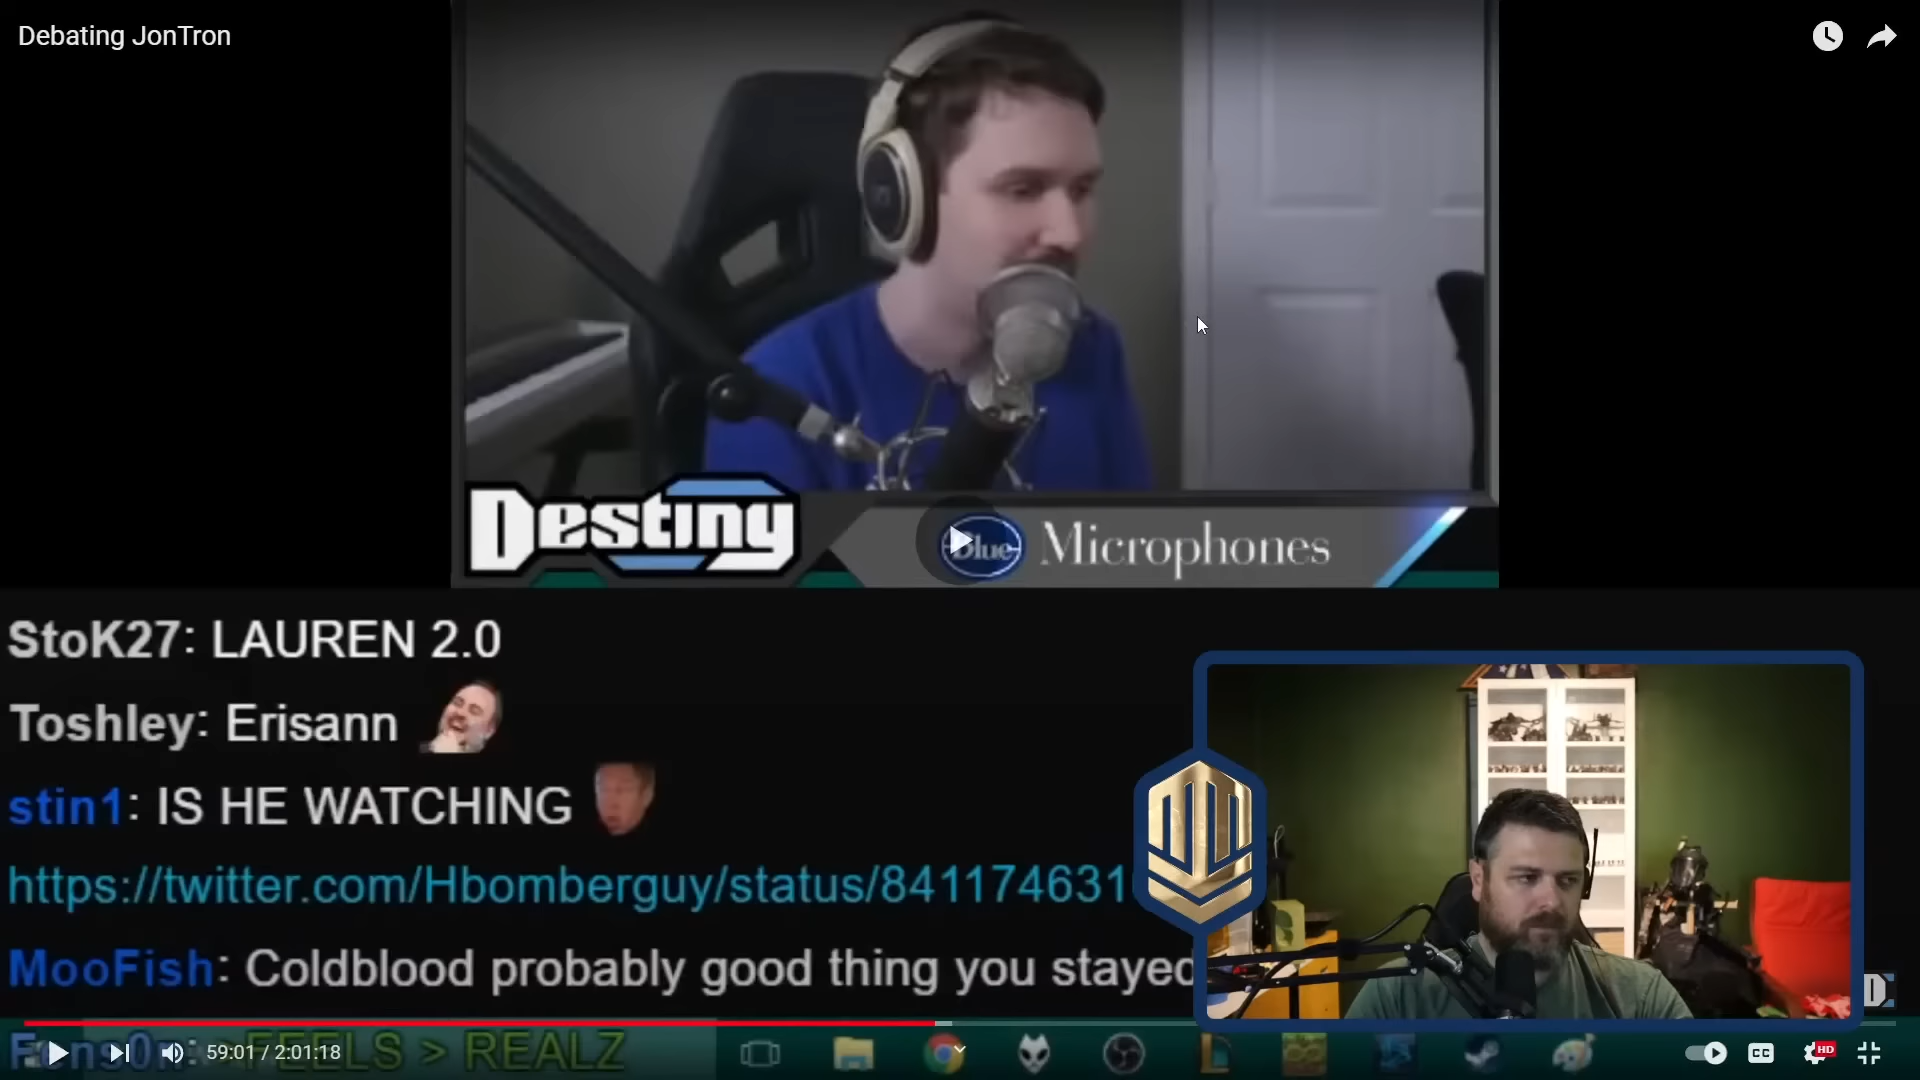 Debating JonTron
Destiny
Blue Microphones
StoK27: LAUREN 2.0
Toshley: Erisann
stin1: IS HE WATCHING
https://twitter.com/Hbomberguy/status/841174631
MooFish: Coldblood probably good thing you stayed
>FEELS > REALZ
59:01 / 2:01:18
CC
HD